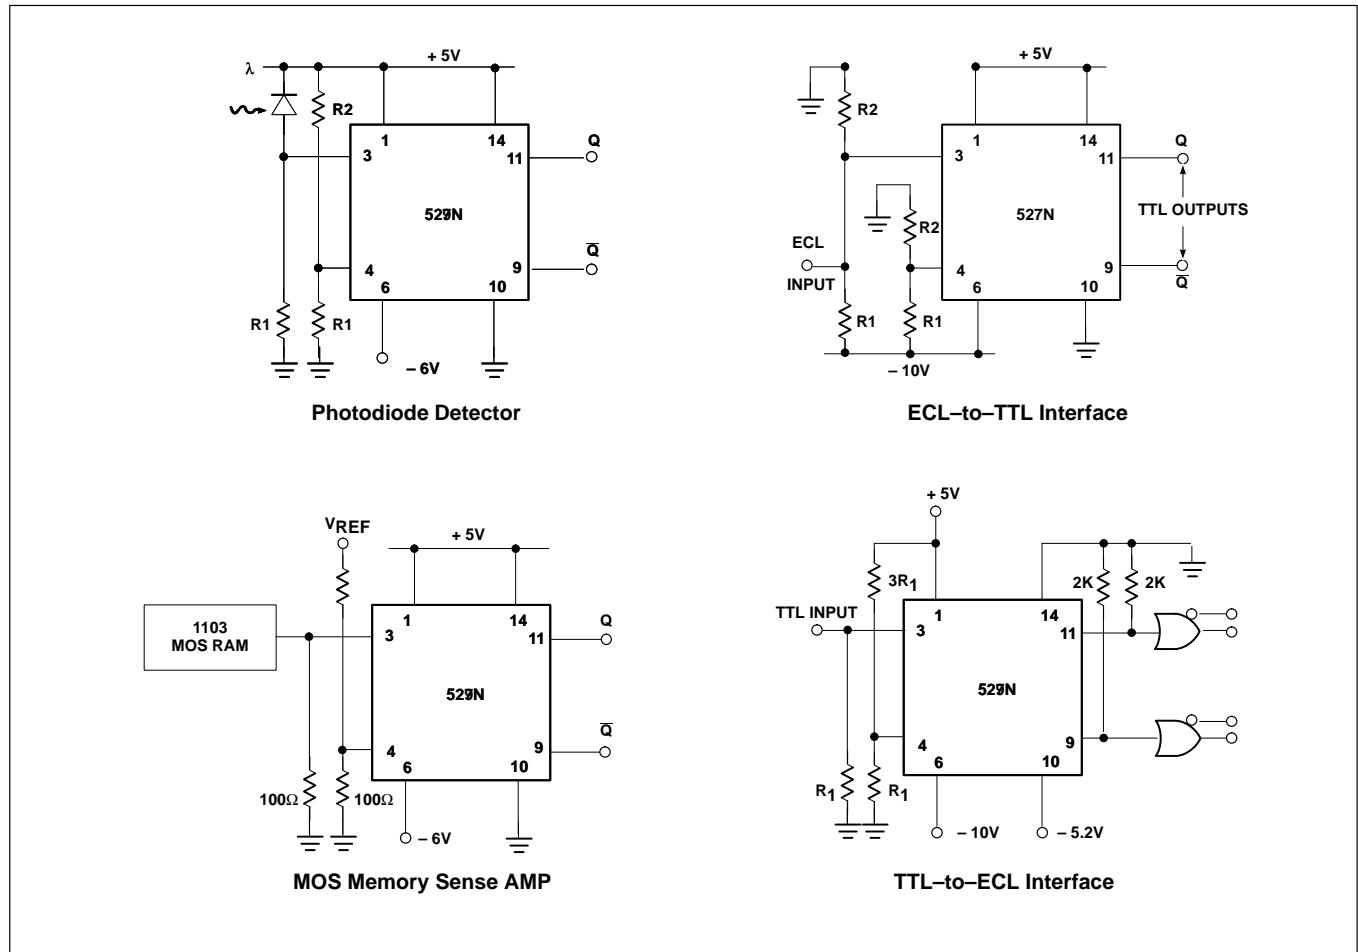 λ
+ 5V
R2
1
14
3
11
Q
4
9
Q̅
6
10
R1
R1
– 6V
Photodiode Detector
+ 5V
R2
1
14
3
11
Q
527N
R2
TTL OUTPUTS
ECL
INPUT
4
9
Q̅
6
10
R1
R1
– 10V
ECL–to–TTL Interface
VREF
+ 5V
1103
MOS RAM
1
14
3
11
Q
4
9
Q̅
6
10
100Ω
100Ω
– 6V
MOS Memory Sense AMP
+ 5V
3R1
2K
2K
TTL INPUT
1
14
3
11
4
9
6
10
R1
R1
– 10V
– 5.2V
TTL–to–ECL Interface